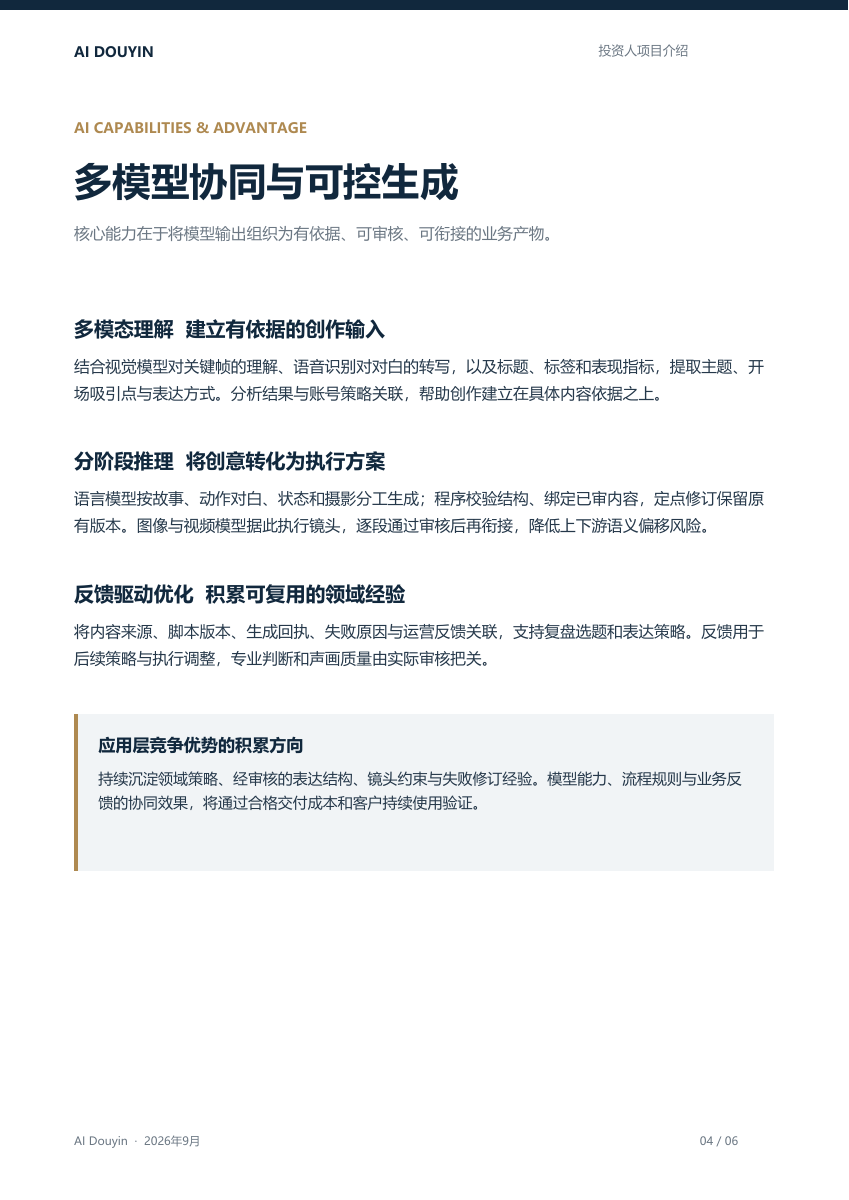 AI DOUYIN
投资人项目介绍
AI CAPABILITIES & ADVANTAGE
多模型协同与可控生成
核心能力在于将模型输出组织为有依据、可审核、可衔接的业务产物。
多模态理解 建立有依据的创作输入
结合视觉模型对关键帧的理解、语音识别对对白的转写，以及标题、标签和表现指标，提取主题、开
场吸引点与表达方式。分析结果与账号策略关联，帮助创作建立在具体内容依据之上。
分阶段推理 将创意转化为执行方案
语言模型按故事、动作对白、状态和摄影分工生成；程序校验结构、绑定已审内容，定点修订保留原
有版本。图像与视频模型据此执行镜头，逐段通过审核后再衔接，降低上下游语义偏移风险。
反馈驱动优化 积累可复用的领域经验
将内容来源、脚本版本、生成回执、失败原因与运营反馈关联，支持复盘选题和表达策略。反馈用于
后续策略与执行调整，专业判断和声画质量由实际审核把关。
应用层竞争优势的积累方向
持续沉淀领域策略、经审核的表达结构、镜头约束与失败修订经验。模型能力、流程规则与业务反
馈的协同效果，将通过合格交付成本和客户持续使用验证。
AI Douyin · 2026年9月
04 / 06